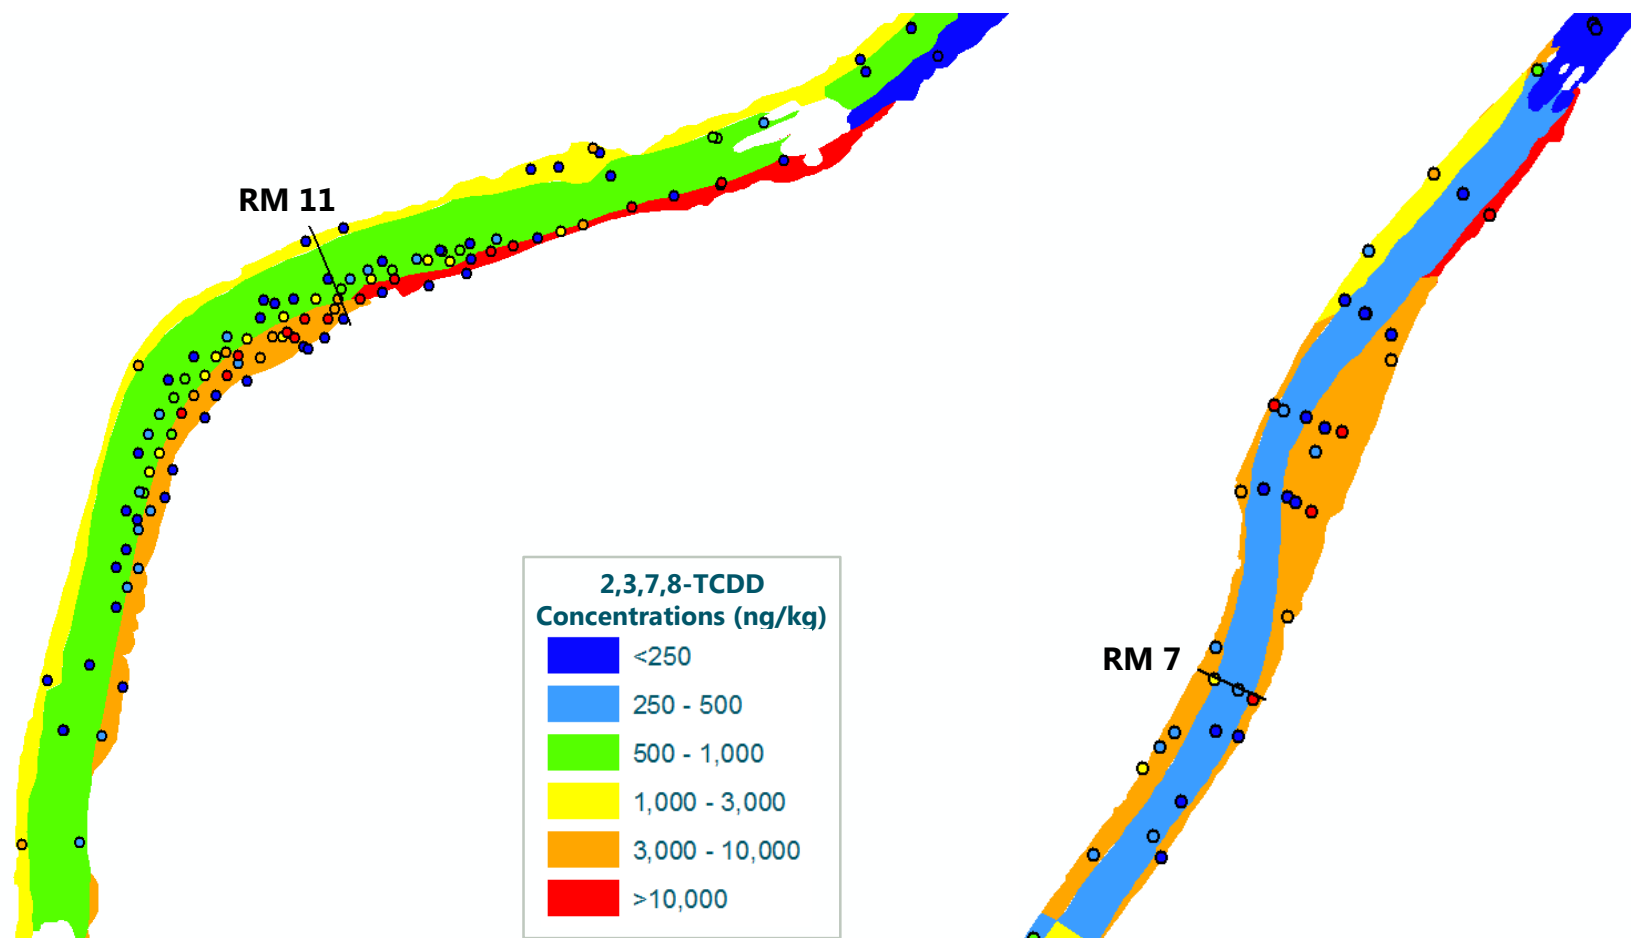 RM 11
RM 7
2,3,7,8-TCDD
Concentrations (ng/kg)
<250
250 - 500
500 - 1,000
1,000 - 3,000
3,000 - 10,000
>10,000